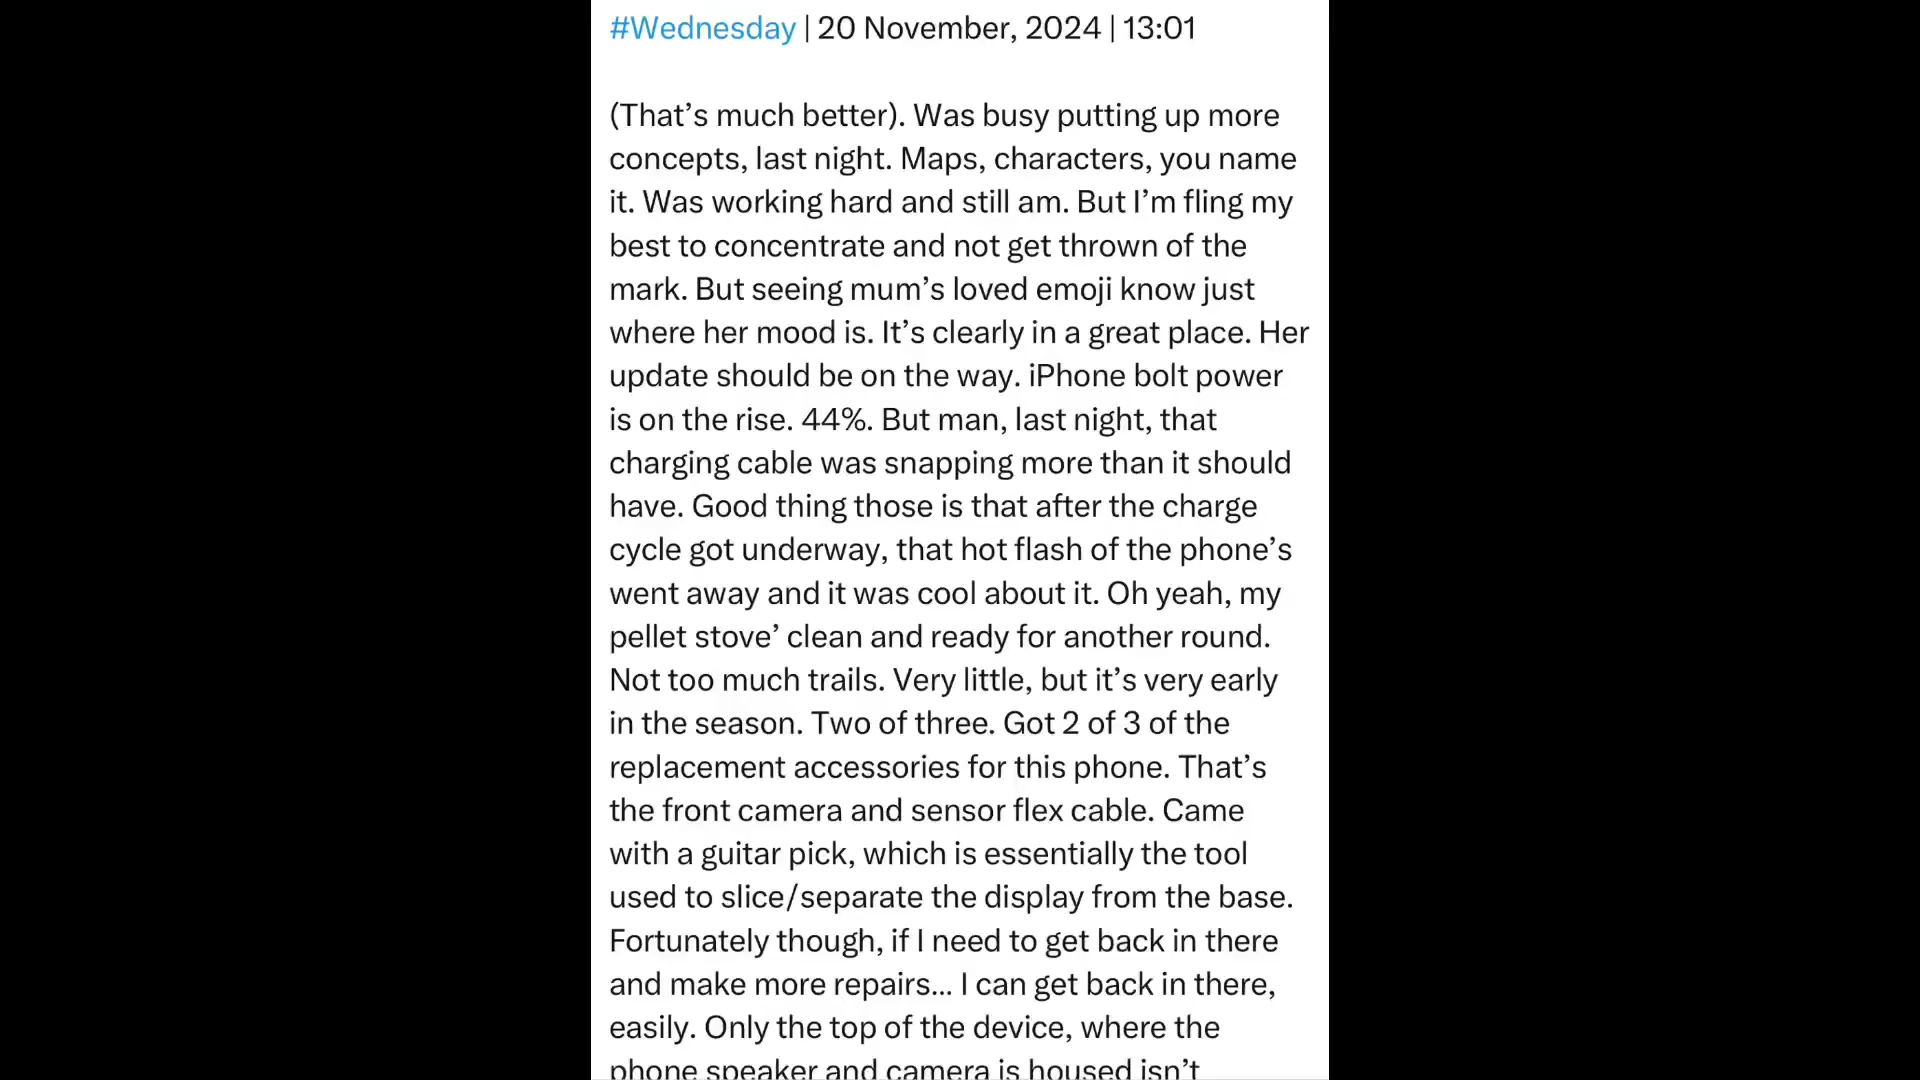 #Wednesday | 20 November, 2024 | 13:01
(That’s much better). Was busy putting up more
concepts, last night. Maps, characters, you name
it. Was working hard and still am. But I’m fling my
best to concentrate and not get thrown of the
mark. But seeing mum’s loved emoji know just
where her mood is. It’s clearly in a great place. Her
update should be on the way. iPhone bolt power
is on the rise. 44%. But man, last night, that
charging cable was snapping more than it should
have. Good thing those is that after the charge
cycle got underway, that hot flash of the phone’s
went away and it was cool about it. Oh yeah, my
pellet stove’ clean and ready for another round.
Not too much trails. Very little, but it’s very early
in the season. Two of three. Got 2 of 3 of the
replacement accessories for this phone. That’s
the front camera and sensor flex cable. Came
with a guitar pick, which is essentially the tool
used to slice/separate the display from the base.
Fortunately though, if I need to get back in there
and make more repairs... I can get back in there,
easily. Only the top of the device, where the
phone speaker and camera is housed isn’t